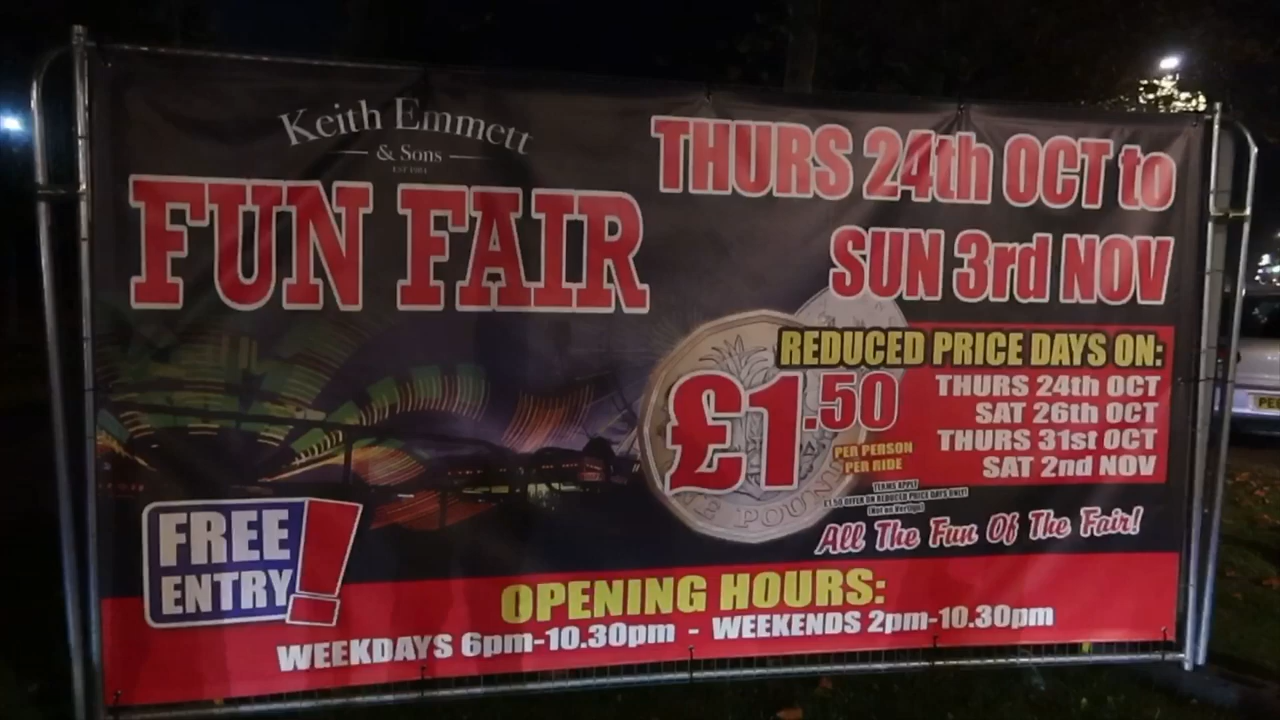 Keith Emmett
& Sons
FUN FAIR
THURS 24th OCT to
SUN 3rd NOV
REDUCED PRICE DAYS ON:
£1.50
PER PERSON
PER RIDE
THURS 24th OCT
SAT 26th OCT
THURS 31st OCT
SAT 2nd NOV
TERMS APPLY
£1.50 OFFER ON REDUCED PRICE DAYS ONLY!
(Not on Vertigo)
All The Fun Of The Fair!
FREE
ENTRY!
OPENING HOURS:
WEEKDAYS 6pm-10.30pm - WEEKENDS 2pm-10.30pm